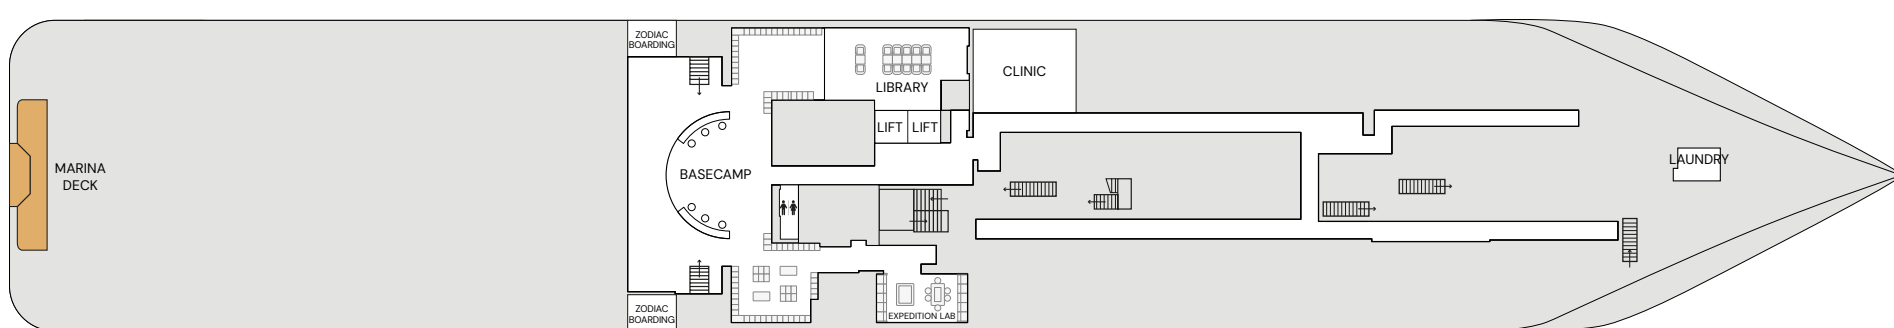 ZODIAC
BOARDING
CLINIC
LIBRARY
LIFT LIFT
MARINA
DECK
BASECAMP
LAUNDRY
ZODIAC
BOARDING
EXPEDITION LAB